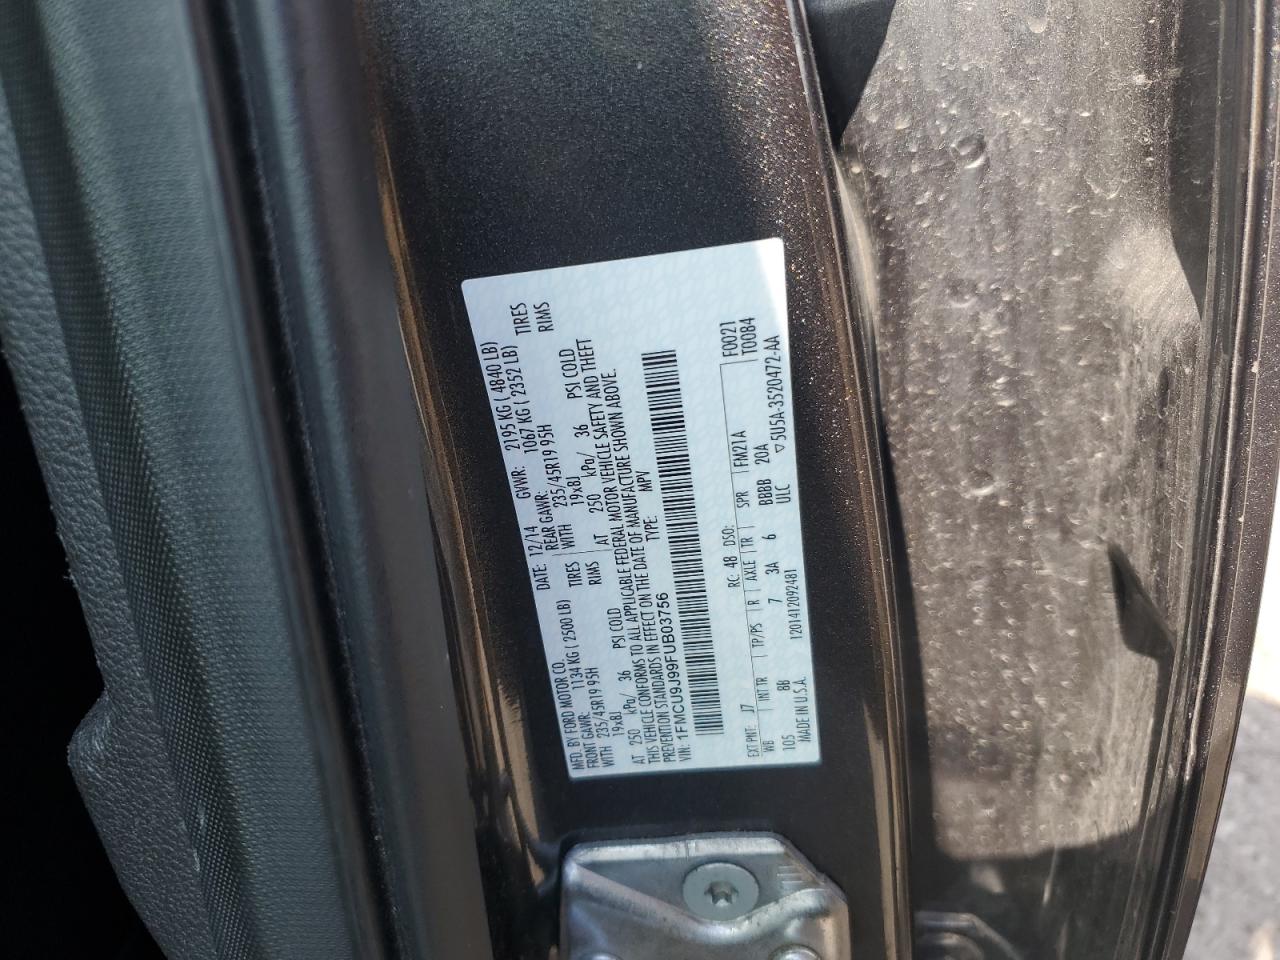 MFD. BY FORD MOTOR CO. DATE: 12/14 GVWR: 2195 KG ( 4840 LB)
FRONT GAWR: 1134 KG ( 2500 LB) REAR GAWR: 1067 KG ( 2352 LB)
WITH 235/45R19 95H TIRES WITH 235/45R19 95H TIRES
19x8J RIMS 19x8J RIMS
AT 250 kPa/ 36 PSI COLD AT 250 kPa/ 36 PSI COLD
THIS VEHICLE CONFORMS TO ALL APPLICABLE FEDERAL MOTOR VEHICLE SAFETY AND THEFT
PREVENTION STANDARDS IN EFFECT ON THE DATE OF MANUFACTURE SHOWN ABOVE.
VIN: 1FMCU9J99FUB03756 TYPE: MPV
F0021
T0084
EXT PNT: J7 RC: 48 DSO:
WB INT TR TP/PS R AXLE TR SPR FM21A
105 BB 7 3A 6 BBBB 20A
MADE IN U.S.A. 1201412092481 ULC ▽5U5A-3520472-AA